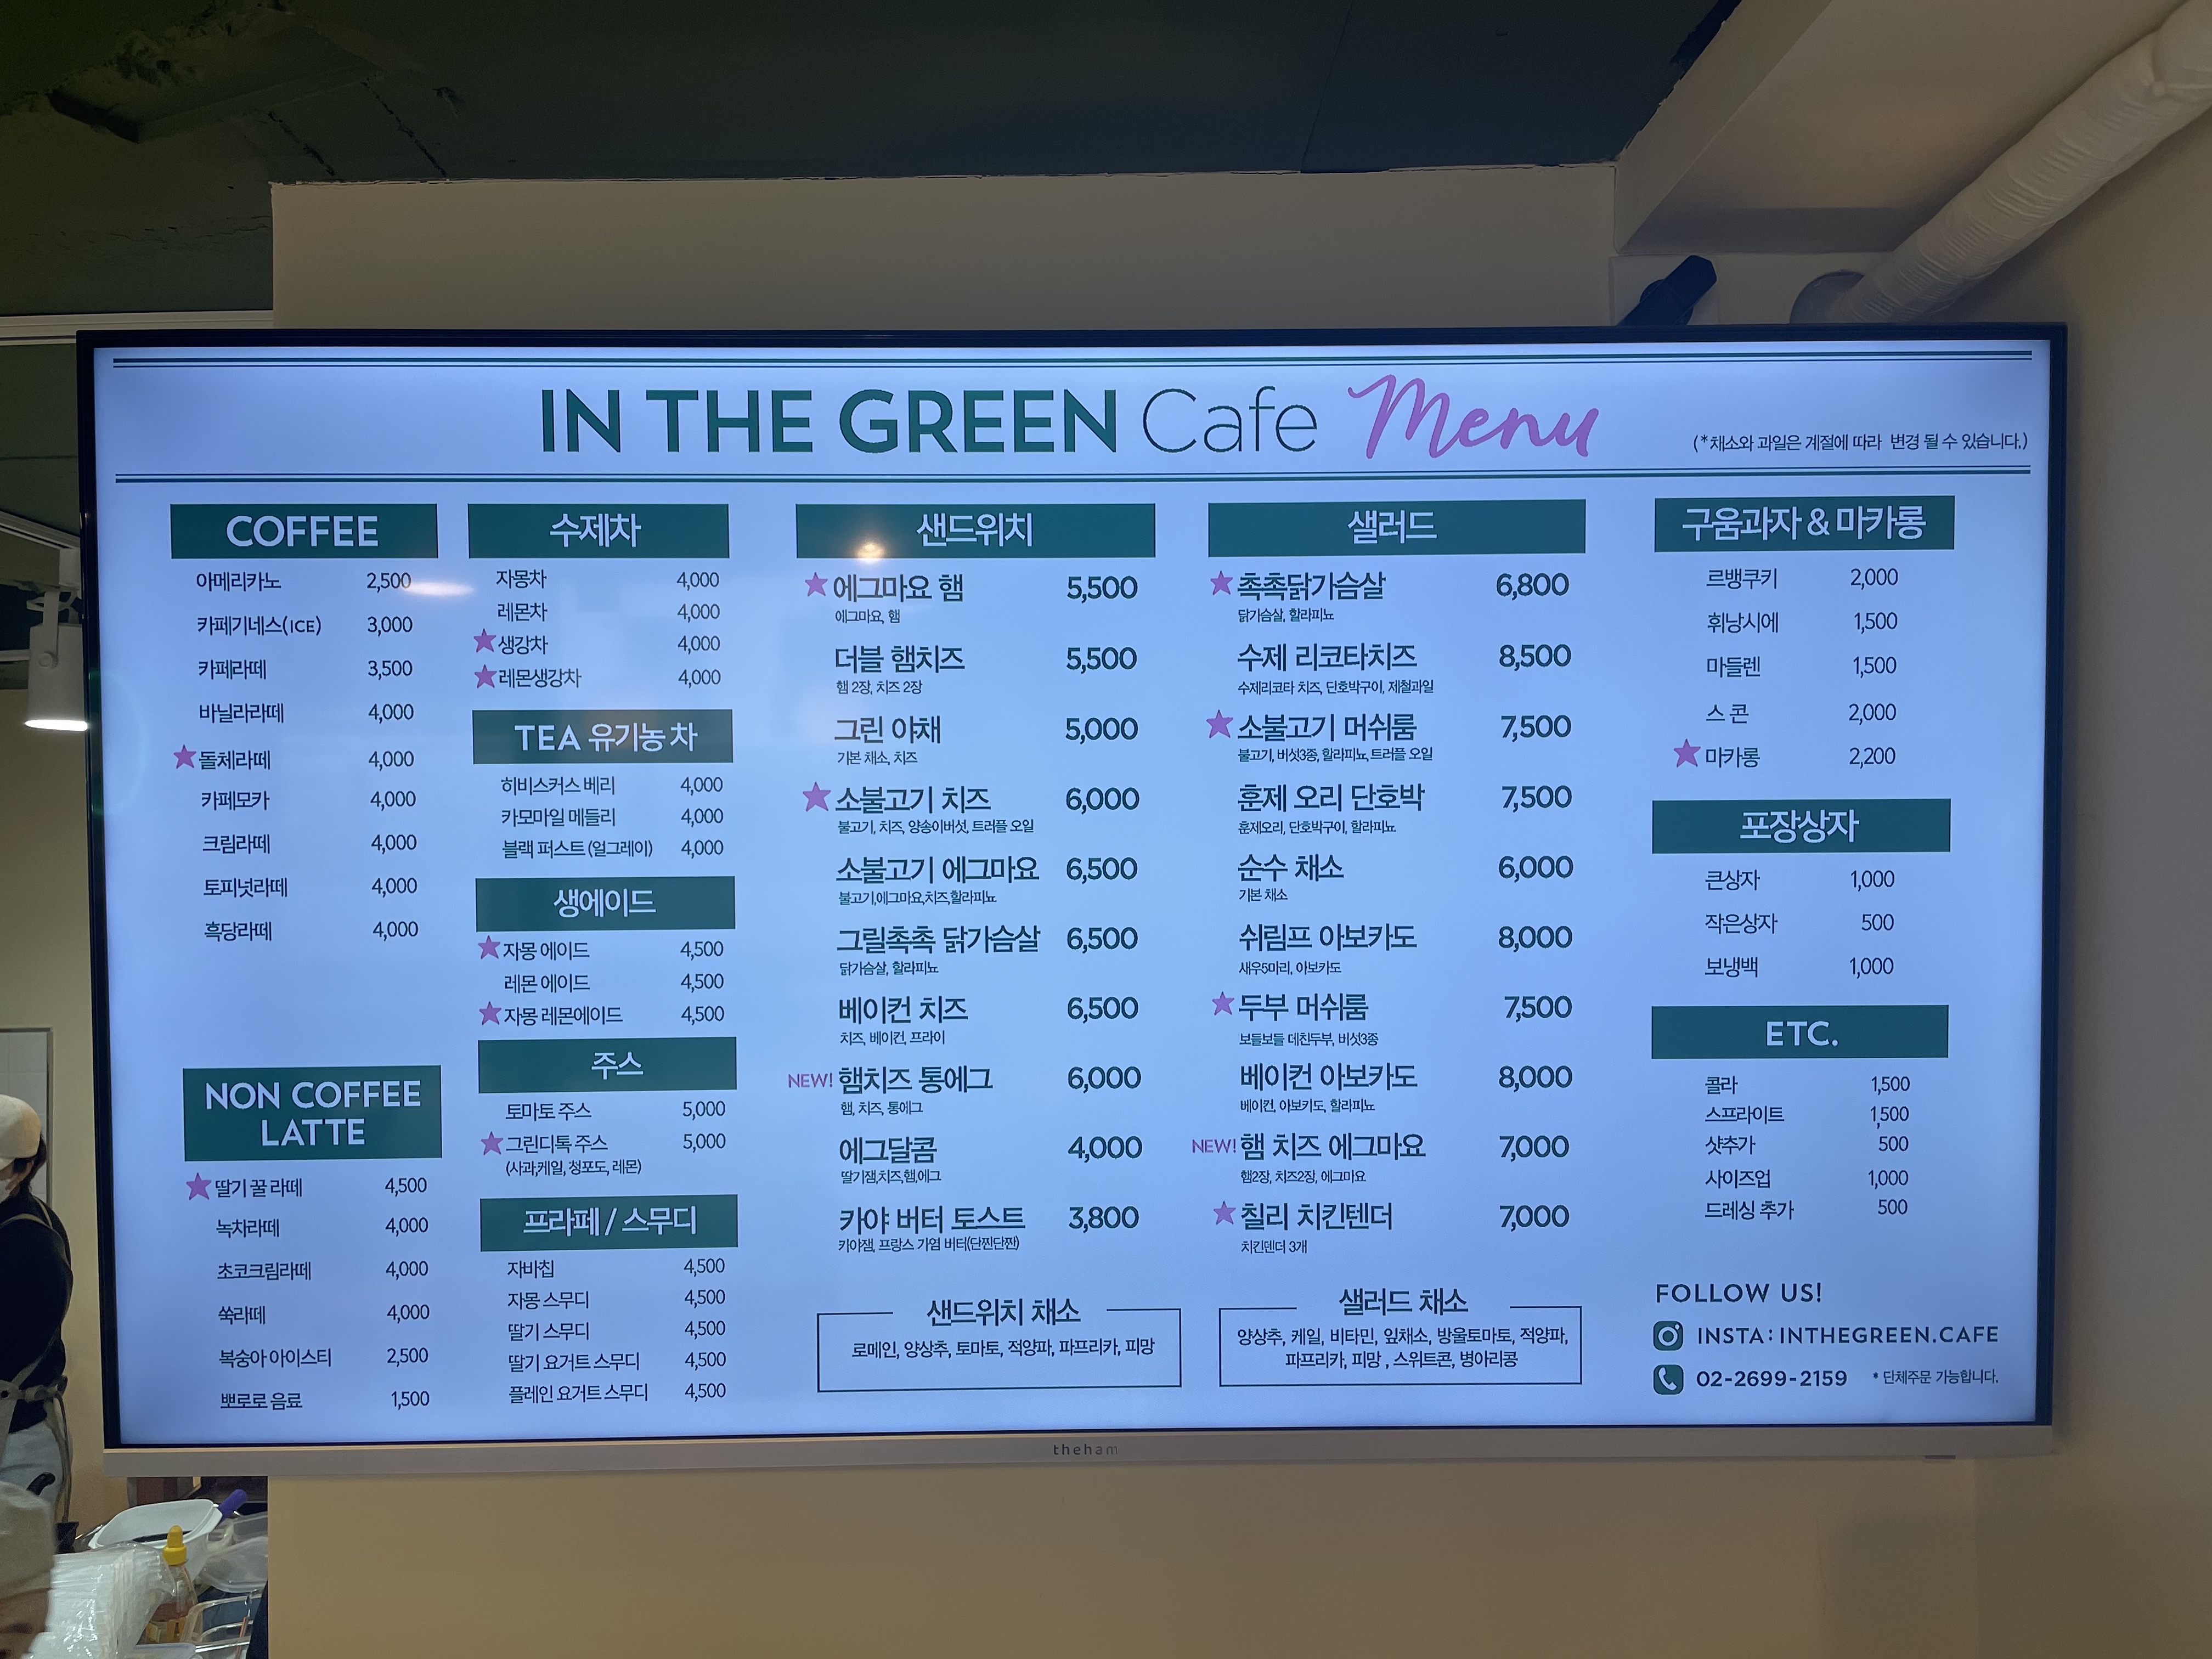 IN THE GREEN Cafe Menu
(*채소와 과일은 계절에 따라 변경 될 수 있습니다.)
COFFEE
아메리카노 2,500
카페기네스(ICE) 3,000
카페라떼 3,500
바닐라라떼 4,000
★돌체라떼 4,000
카페모카 4,000
크림라떼 4,000
토피넛라떼 4,000
흑당라떼 4,000
NON COFFEE
LATTE
★딸기 꿀 라떼 4,500
녹차라떼 4,000
초코크림라떼 4,000
쑥라떼 4,000
복숭아 아이스티 2,500
뽀로로 음료 1,500
수제차
자몽차 4,000
레몬차 4,000
★생강차 4,000
★레몬생강차 4,000
TEA 유기농 차
히비스커스 베리 4,000
카모마일 메들리 4,000
블랙 퍼스트 (얼그레이) 4,000
생에이드
★자몽 에이드 4,500
레몬 에이드 4,500
★자몽 레몬에이드 4,500
주스
토마토 주스 5,000
★그린디톡 주스 5,000
(사과,케일, 청포도, 레몬)
프라페 / 스무디
자바칩 4,500
자몽 스무디 4,500
딸기 스무디 4,500
딸기 요거트 스무디 4,500
플레인 요거트 스무디 4,500
샌드위치
★에그마요 햄 5,500
에그마요, 햄
더블 햄치즈 5,500
햄 2장, 치즈 2장
그린 야채 5,000
기본 채소, 치즈
★소불고기 치즈 6,000
불고기, 치즈, 양송이버섯, 트러플 오일
소불고기 에그마요 6,500
불고기,에그마요,치즈,할라피뇨
그릴촉촉 닭가슴살 6,500
닭가슴살, 할라피뇨
베이컨 치즈 6,500
치즈, 베이컨, 프라이
NEW! 햄치즈 통에그 6,000
햄, 치즈, 통에그
에그달콤 4,000
딸기잼,치즈,햄,에그
카야 버터 토스트 3,800
카야잼, 프랑스 가염 버터(단짠단짠)
샌드위치 채소
로메인, 양상추, 토마토, 적양파, 파프리카, 피망
샐러드
★촉촉닭가슴살 6,800
닭가슴살, 할라피뇨
수제 리코타치즈 8,500
수제리코타 치즈, 단호박구이, 제철과일
★소불고기 머쉬룸 7,500
불고기, 버섯3종, 할라피뇨, 트러플 오일
훈제 오리 단호박 7,500
훈제오리, 단호박구이, 할라피뇨
순수 채소 6,000
기본 채소
쉬림프 아보카도 8,000
새우5마리, 아보카도
★두부 머쉬룸 7,500
보들보들 데친두부, 버섯3종
베이컨 아보카도 8,000
베이컨, 아보카도, 할라피뇨
NEW! 햄 치즈 에그마요 7,000
햄2장, 치즈2장, 에그마요
★칠리 치킨텐더 7,000
치킨텐더 3개
샐러드 채소
양상추, 케일, 비타민, 잎채소, 방울토마토, 적양파,
파프리카, 피망 , 스위트콘, 병아리콩
구움과자 & 마카롱
르뱅쿠키 2,000
휘낭시에 1,500
마들렌 1,500
스 콘 2,000
★마카롱 2,200
포장상자
큰상자 1,000
작은상자 500
보냉백 1,000
ETC.
콜라 1,500
스프라이트 1,500
샷추가 500
사이즈업 1,000
드레싱 추가 500
FOLLOW US!
INSTA : INTHEGREEN.CAFE
02-2699-2159 * 단체주문 가능합니다.
theham